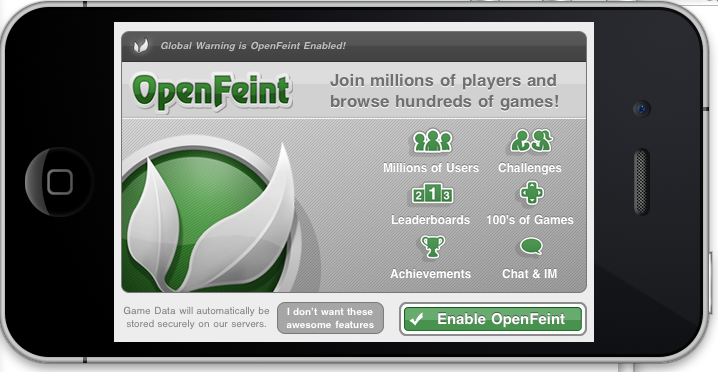 Global Warning is OpenFeint Enabled!
OpenFeint
Join millions of players and
browse hundreds of games!
Millions of Users
Challenges
2 1 3
Leaderboards
100's of Games
Achievements
Chat & IM
Game Data will automatically be
stored securely on our servers.
I don't want these
awesome features
Enable OpenFeint